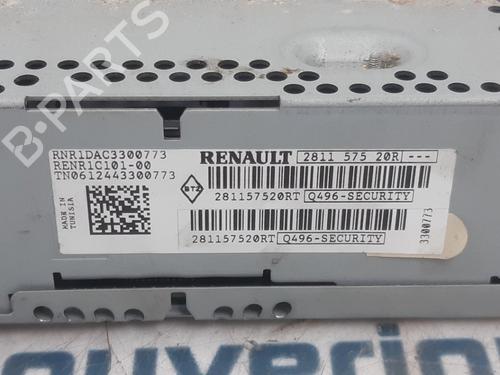 B-PARTS
RNR1DAC3300773
RENR1C101-00
TN0612443300773
MADE IN
TUNISIA
RENAULT 2811 575 20R ---
STZ
281157520RT Q496-SECURITY
281157520RT Q496-SECURITY
3300773